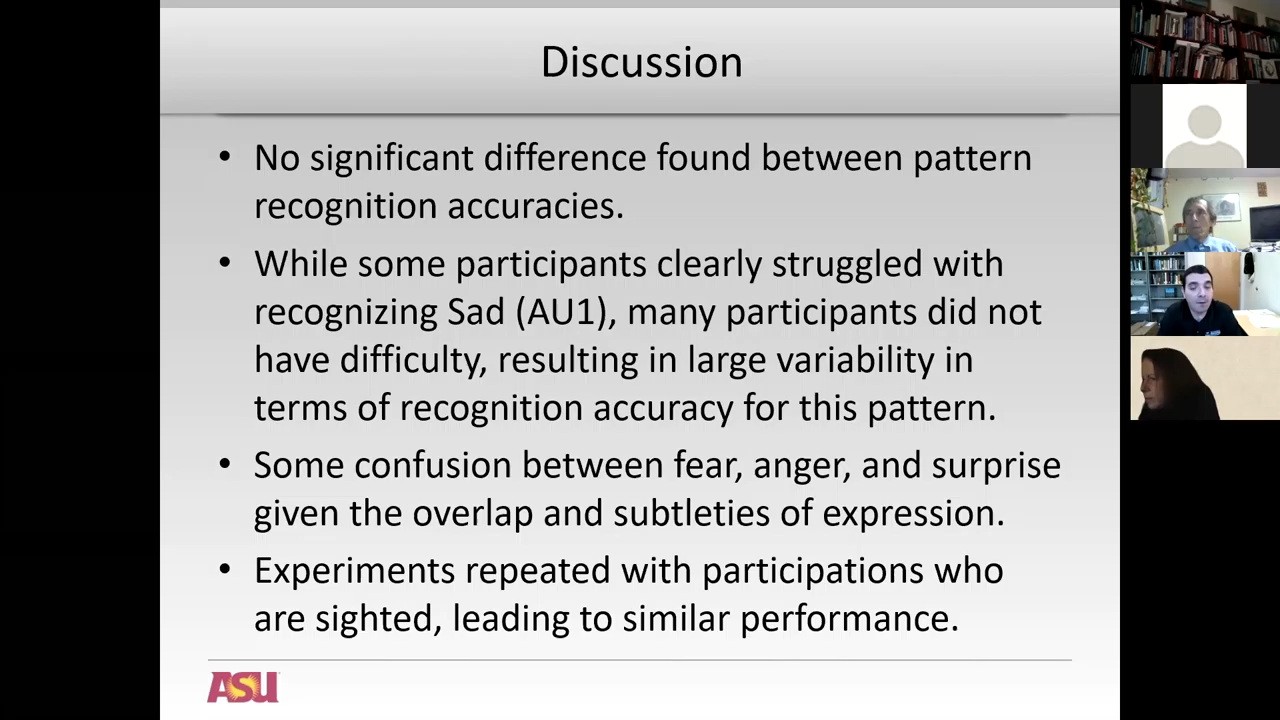 Discussion
• No significant difference found between pattern
recognition accuracies.
• While some participants clearly struggled with
recognizing Sad (AU1), many participants did not
have difficulty, resulting in large variability in
terms of recognition accuracy for this pattern.
• Some confusion between fear, anger, and surprise
given the overlap and subtleties of expression.
• Experiments repeated with participations who
are sighted, leading to similar performance.
ASU